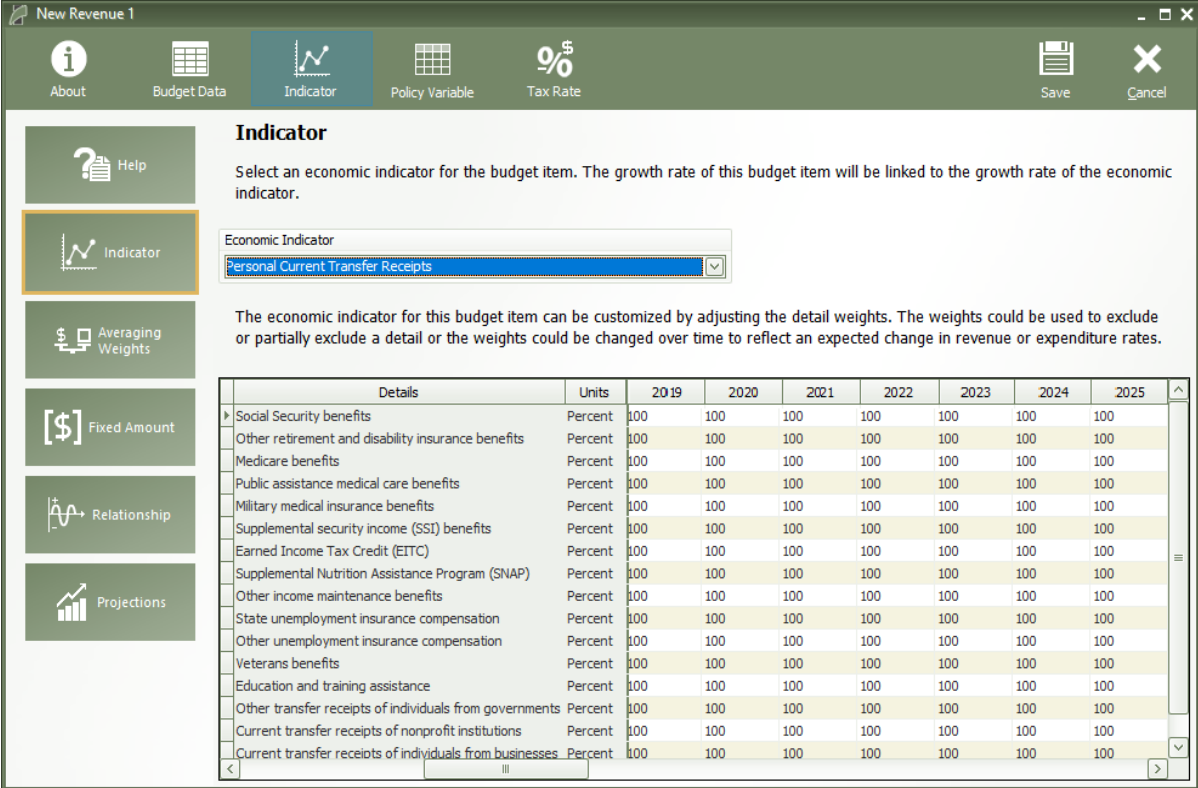 New Revenue 1
About
Budget Data
Indicator
Policy Variable
Tax Rate
Save
Cancel
Help
Indicator
Averaging
Weights
Fixed Amount
Relationship
Projections
Indicator
Select an economic indicator for the budget item. The growth rate of this budget item will be linked to the growth rate of the economic
indicator.
Economic Indicator
Personal Current Transfer Receipts
The economic indicator for this budget item can be customized by adjusting the detail weights. The weights could be used to exclude
or partially exclude a detail or the weights could be changed over time to reflect an expected change in revenue or expenditure rates.
Details Units 2019 2020 2021 2022 2023 2024 2025
Social Security benefits Percent 100 100 100 100 100 100 100
Other retirement and disability insurance benefits Percent 100 100 100 100 100 100 100
Medicare benefits Percent 100 100 100 100 100 100 100
Public assistance medical care benefits Percent 100 100 100 100 100 100 100
Military medical insurance benefits Percent 100 100 100 100 100 100 100
Supplemental security income (SSI) benefits Percent 100 100 100 100 100 100 100
Earned Income Tax Credit (EITC) Percent 100 100 100 100 100 100 100
Supplemental Nutrition Assistance Program (SNAP) Percent 100 100 100 100 100 100 100
Other income maintenance benefits Percent 100 100 100 100 100 100 100
State unemployment insurance compensation Percent 100 100 100 100 100 100 100
Other unemployment insurance compensation Percent 100 100 100 100 100 100 100
Veterans benefits Percent 100 100 100 100 100 100 100
Education and training assistance Percent 100 100 100 100 100 100 100
Other transfer receipts of individuals from governments Percent 100 100 100 100 100 100 100
Current transfer receipts of nonprofit institutions Percent 100 100 100 100 100 100 100
Current transfer receipts of individuals from businesses Percent 100 100 100 100 100 100 100